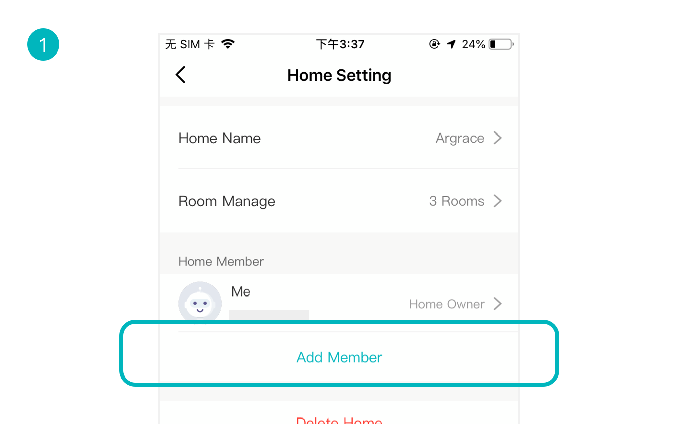 1
无 SIM 卡 下午3:37 24%
Home Setting
Home Name Argrace
Room Manage 3 Rooms
Home Member
Me
Home Owner
Add Member
Delete Home